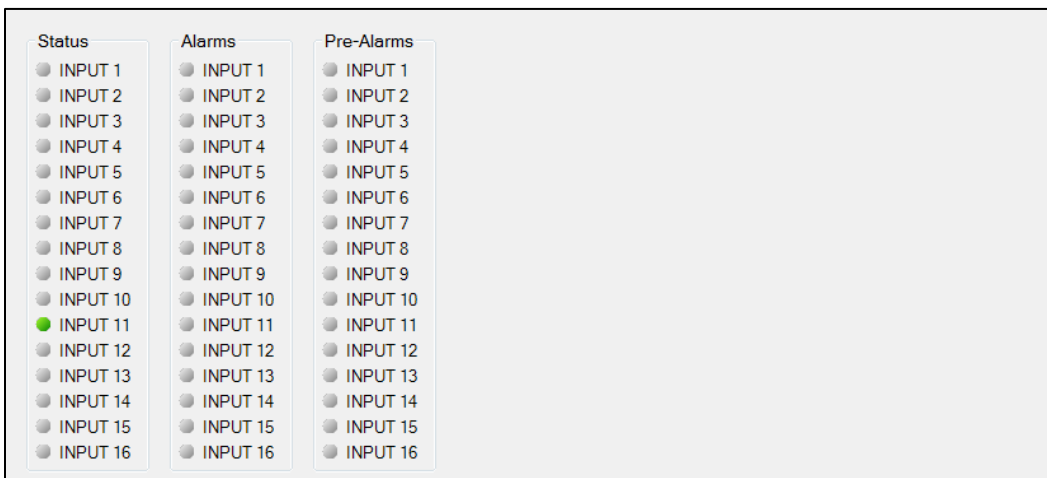 Status
INPUT 1
INPUT 2
INPUT 3
INPUT 4
INPUT 5
INPUT 6
INPUT 7
INPUT 8
INPUT 9
INPUT 10
INPUT 11
INPUT 12
INPUT 13
INPUT 14
INPUT 15
INPUT 16
Alarms
INPUT 1
INPUT 2
INPUT 3
INPUT 4
INPUT 5
INPUT 6
INPUT 7
INPUT 8
INPUT 9
INPUT 10
INPUT 11
INPUT 12
INPUT 13
INPUT 14
INPUT 15
INPUT 16
Pre-Alarms
INPUT 1
INPUT 2
INPUT 3
INPUT 4
INPUT 5
INPUT 6
INPUT 7
INPUT 8
INPUT 9
INPUT 10
INPUT 11
INPUT 12
INPUT 13
INPUT 14
INPUT 15
INPUT 16